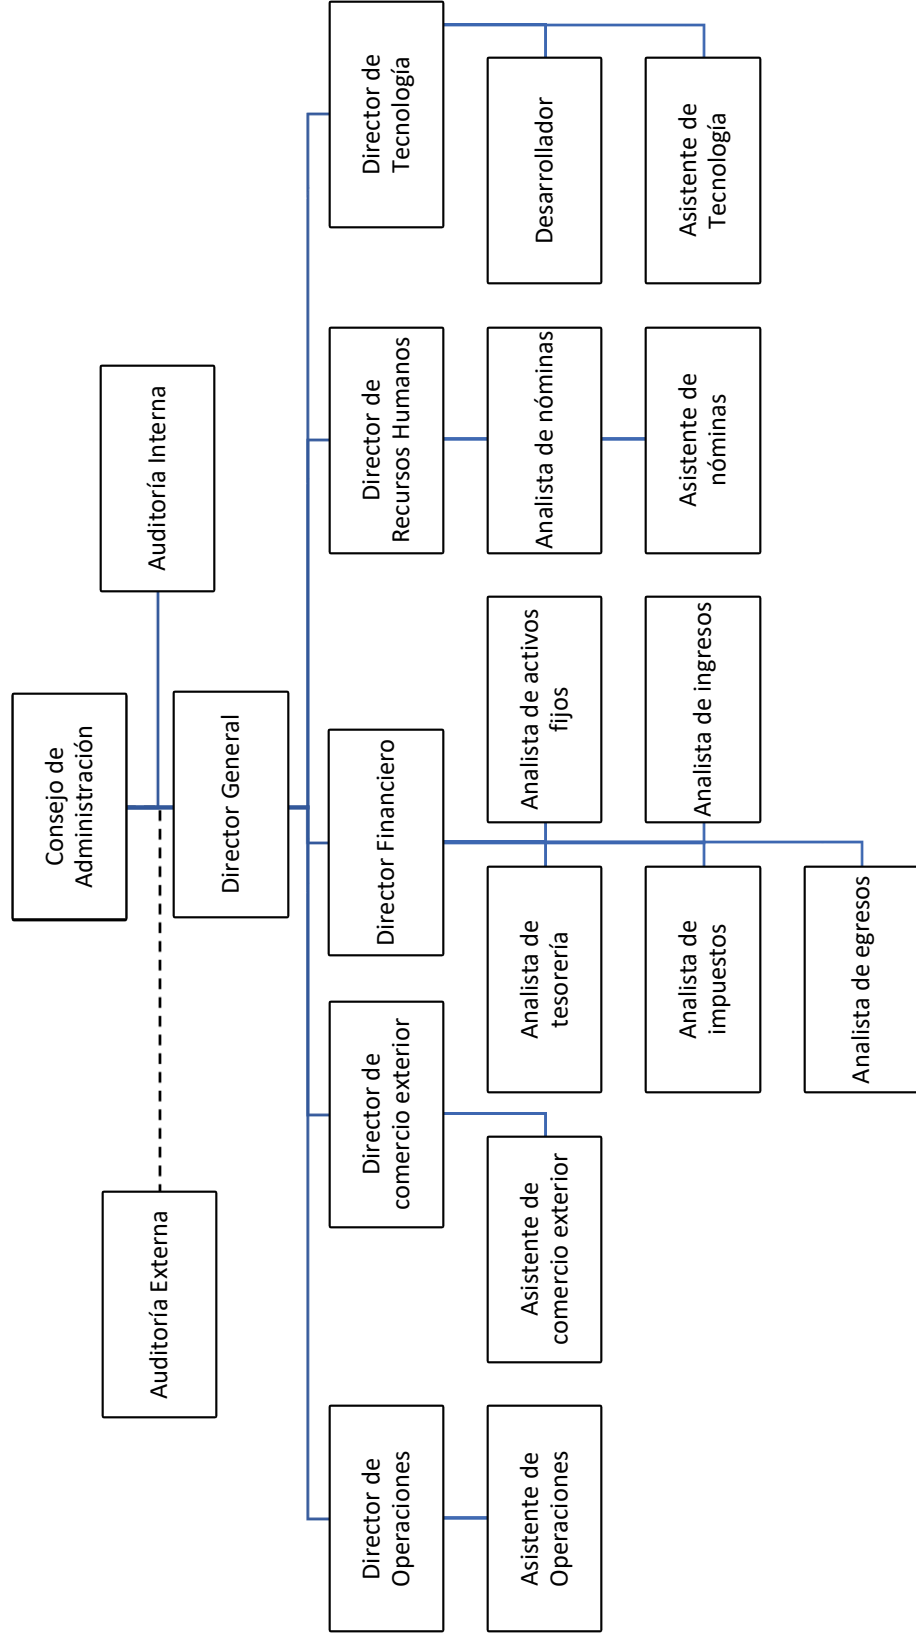 Consejo de
Administración
Auditoría Externa
Auditoría Interna
Director General
Director de
Operaciones
Director de
comercio exterior
Director Financiero
Director de
Recursos Humanos
Director de
Tecnología
Asistente de
Operaciones
Asistente de
comercio exterior
Analista de
tesorería
Analista de activos
fijos
Analista de nóminas
Desarrollador
Analista de
impuestos
Analista de ingresos
Asistente de
nóminas
Asistente de
Tecnología
Analista de egresos